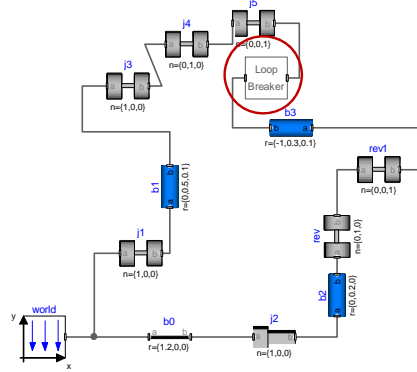 j5
a b
n={0,0,1}
j4
a b
n={0,1,0}
j3
a b
n={1,0,0}
Loop
Breaker
b3
b a
r={-1,0.3,0.1}
rev1
a b
n={0,0,1}
b1
b
a
r={0,0.5,0.1}
rev
b
a
n={0,1,0}
j1
a b
n={1,0,0}
b2
b
a
r={0,0.2,0}
world
y
x
b0
a b
r={1.2,0,0}
j2
a b
n={1,0,0}